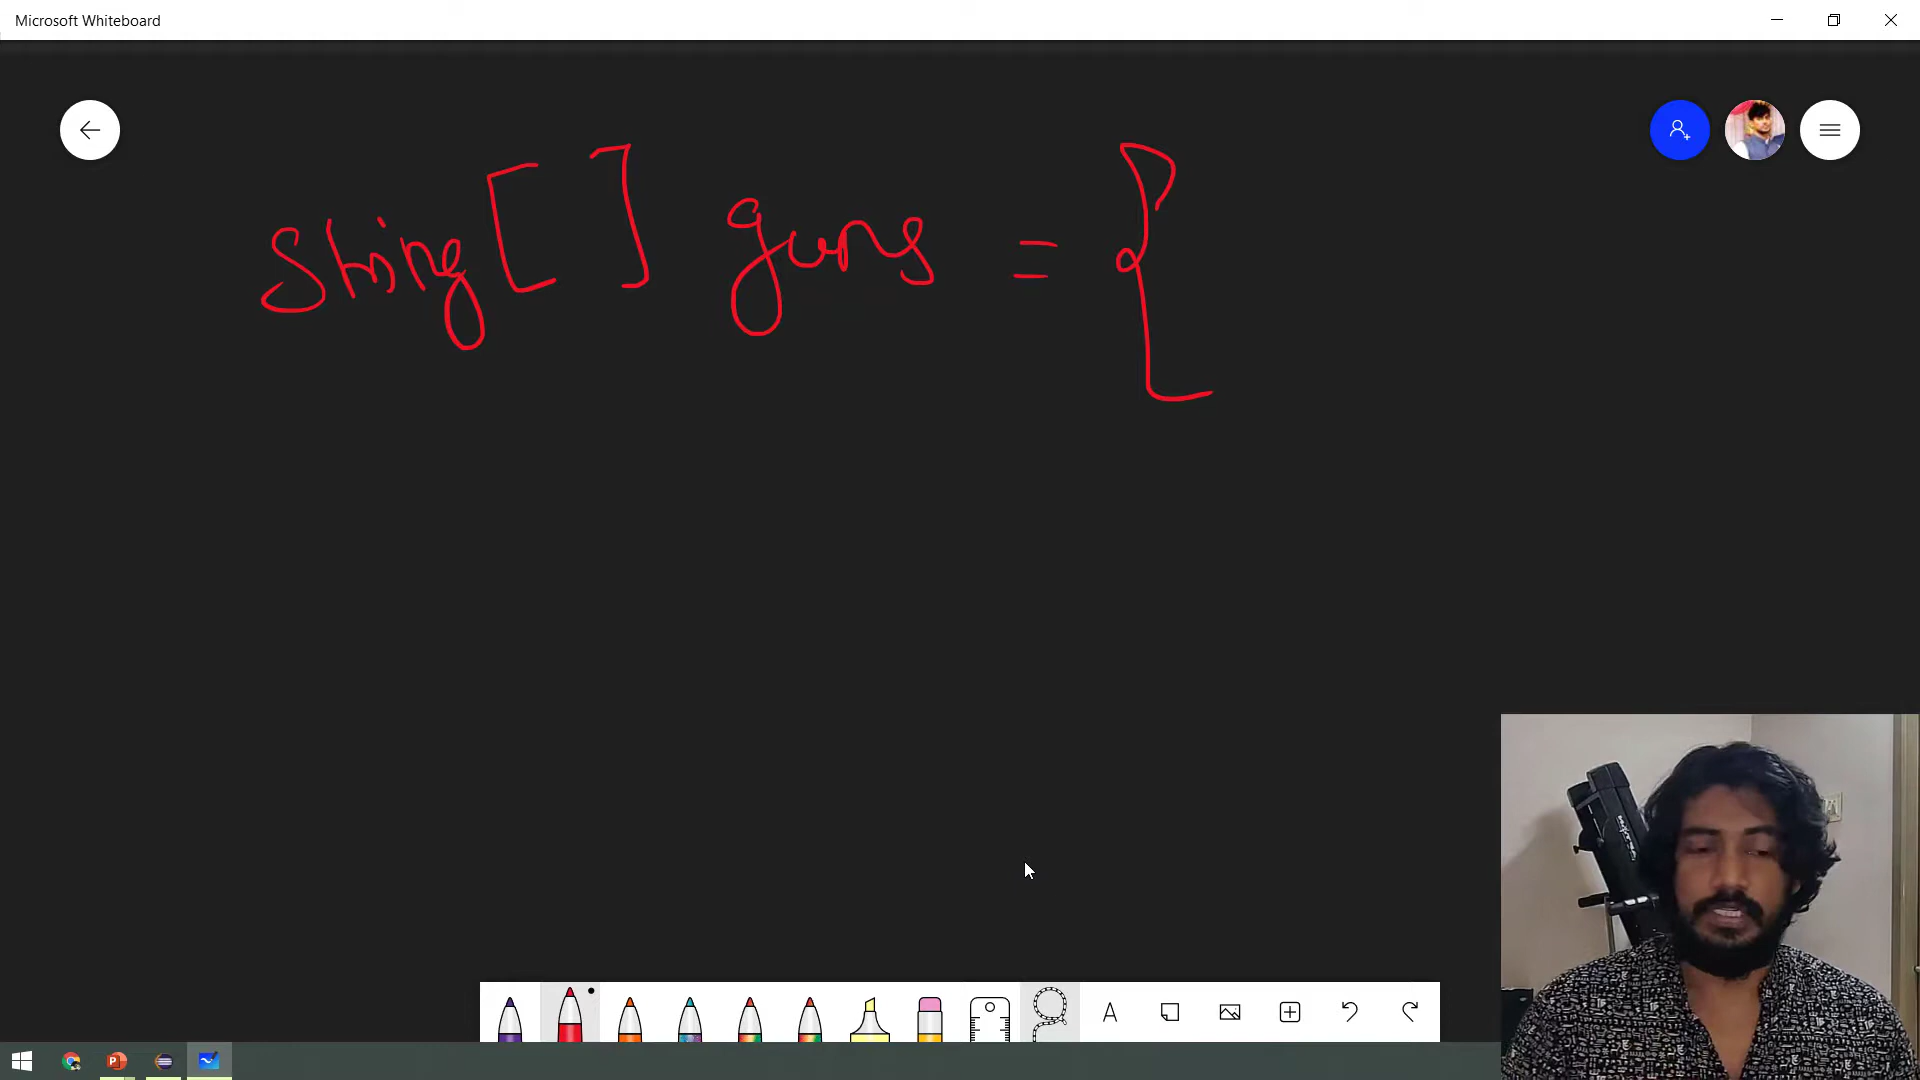 Microsoft Whiteboard
String[ ] guns = {